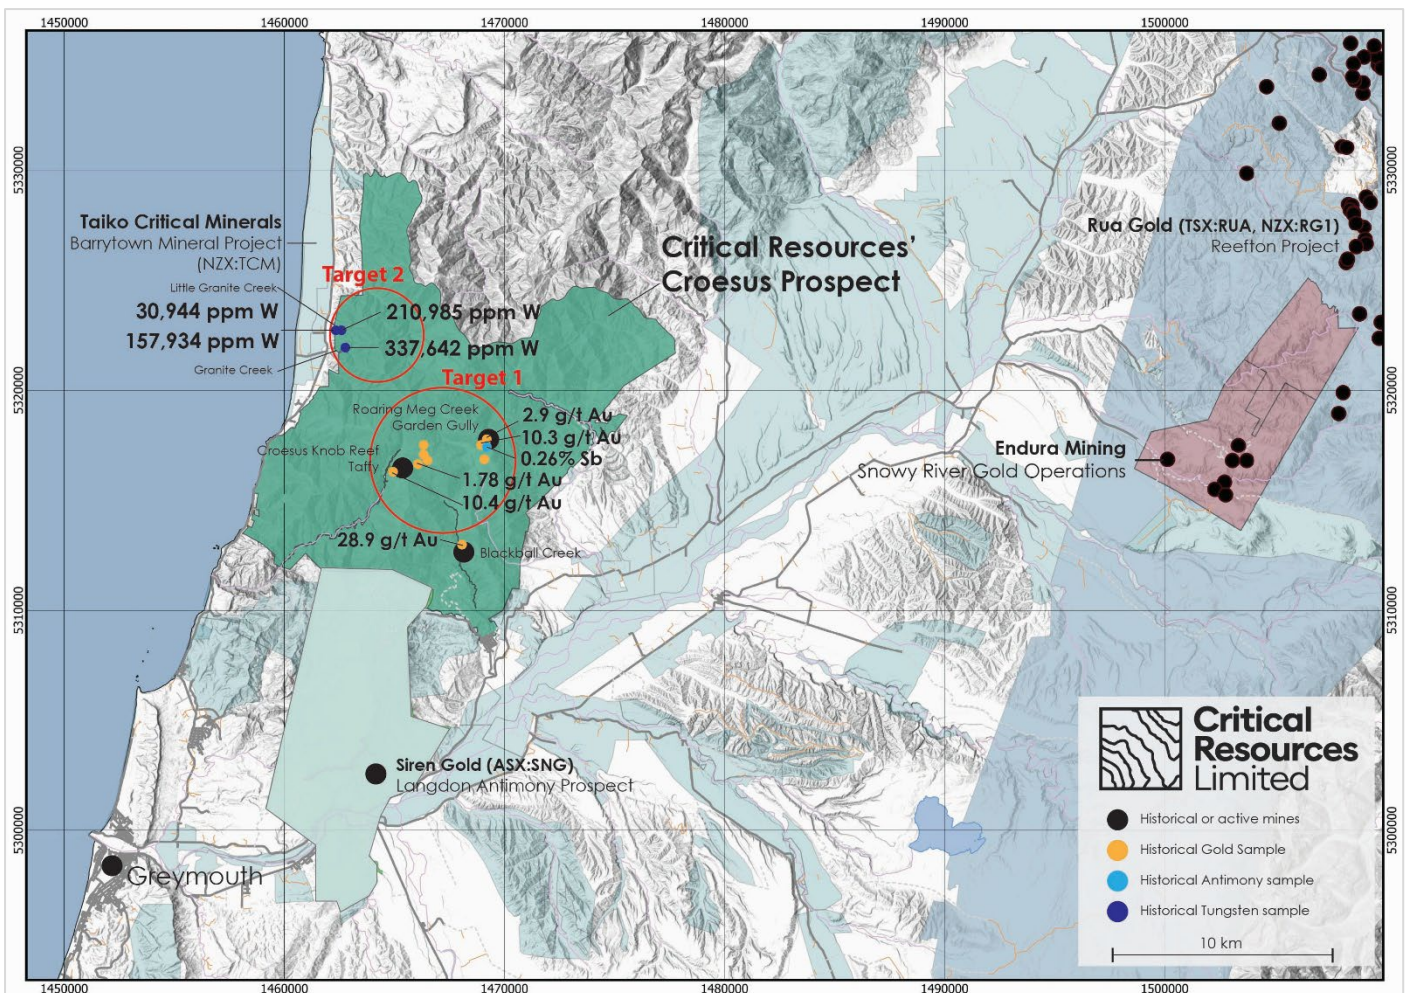 1450000
1460000
1470000
1480000
1490000
1500000
5330000
5330000
Taiko Critical Minerals
Barrytown Mineral Project
(NZX:TCM)
Rua Gold (TSX:RUA, NZX:RG1)
Reefton Project
Critical Resources’
Croesus Prospect
Target 2
Little Granite Creek
30,944 ppm W
210,985 ppm W
157,934 ppm W
337,642 ppm W
Granite Creek
5320000
5320000
Target 1
Roaring Meg Creek
Garden Gully
2.9 g/t Au
10.3 g/t Au
0.26% Sb
Croesus Knob Reef
Taffy
1.78 g/t Au
10.4 g/t Au
Endura Mining
Snowy River Gold Operations
28.9 g/t Au
Blackball Creek
5310000
5310000
Siren Gold (ASX:SNG)
Langdon Antimony Prospect
5300000
5300000
Greymouth
Critical
Resources
Limited
Historical or active mines
Historical Gold Sample
Historical Antimony sample
Historical Tungsten sample
10 km
1450000
1460000
1470000
1480000
1490000
1500000